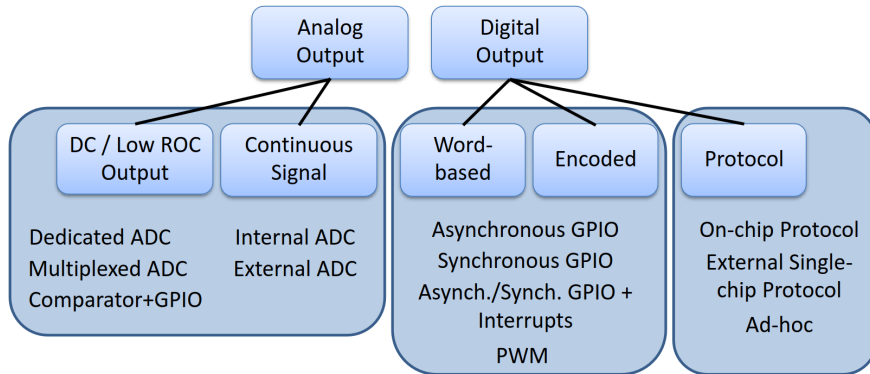 Analog
Output
Digital
Output
DC / Low ROC
Output
Continuous
Signal
Word-
based
Encoded
Protocol
Dedicated ADC
Multiplexed ADC
Comparator+GPIO
Internal ADC
External ADC
Asynchronous GPIO
Synchronous GPIO
Asynch./Synch. GPIO +
Interrupts
PWM
On-chip Protocol
External Single-
chip Protocol
Ad-hoc